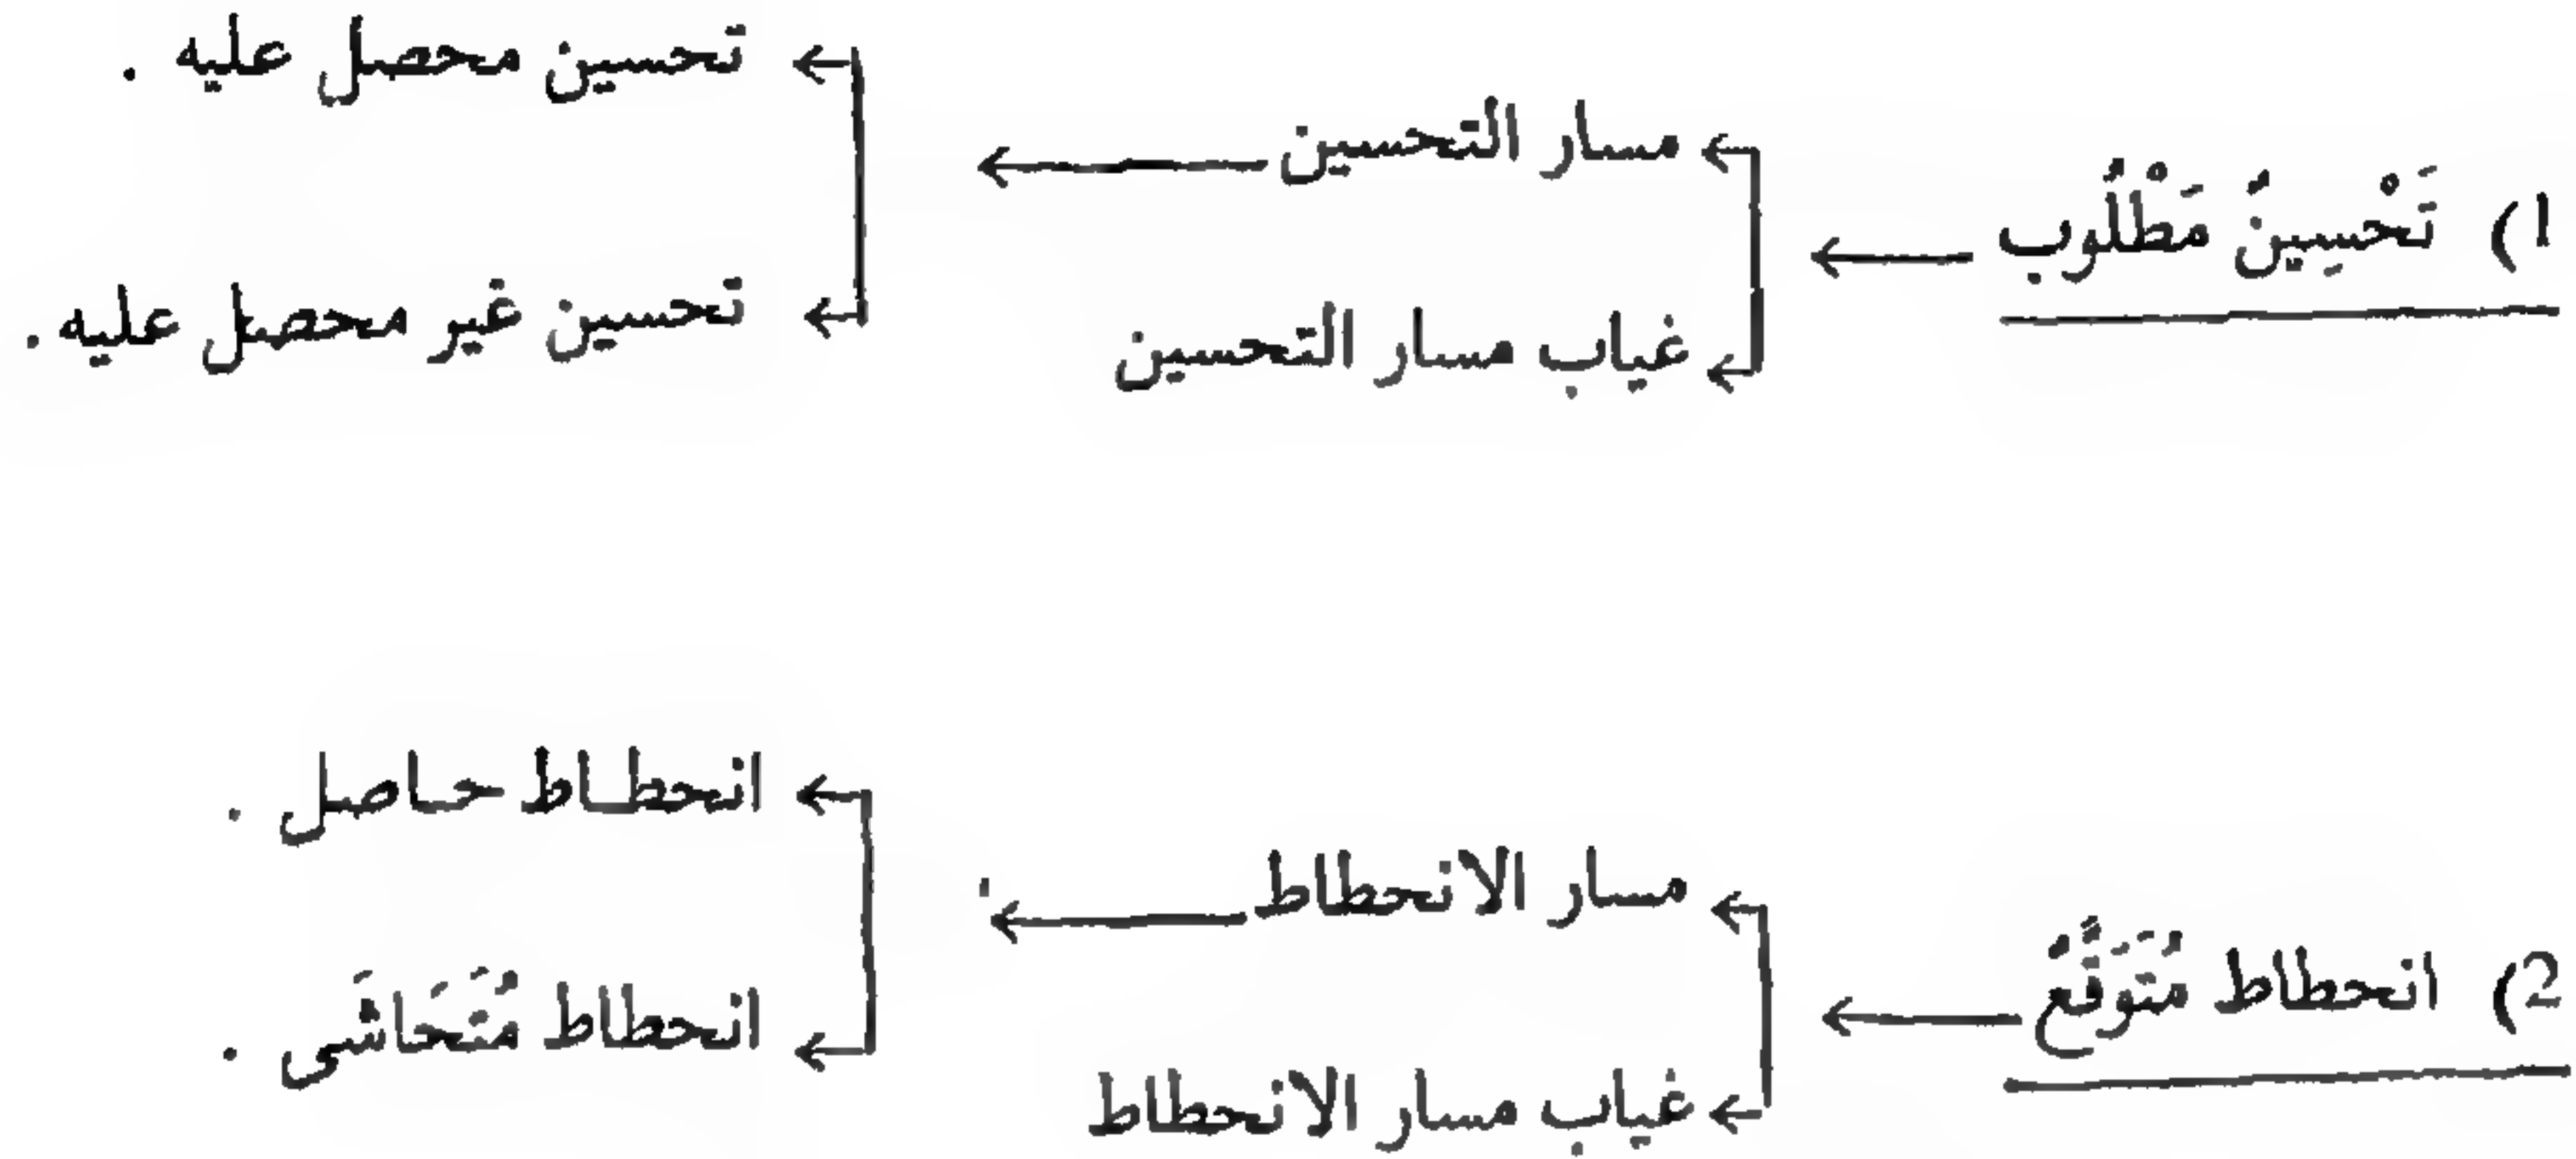 1) تَحْسِينٌ مَطْلُوب
مسار التحسين
غياب مسار التحسين
تحسين محصل عليه .
تحسين غير محصل عليه .
2) انحطاط مُتَوَقَّعٌ
مسار الانحطاط
غياب مسار الانحطاط
انحطاط حاصل .
انحطاط مُتَحَاشَى .